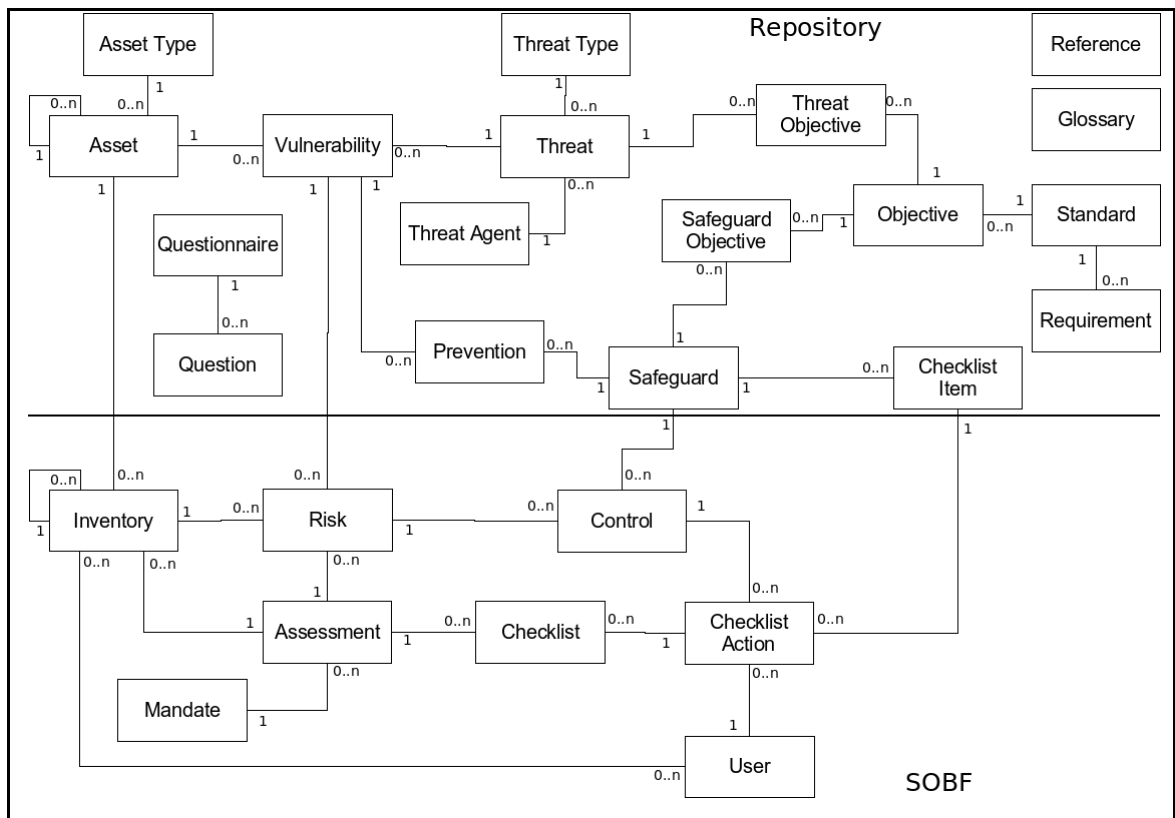 Repository
Asset Type
Threat Type
Reference
1
1
0..n
0..n
0..n
0..n
0..n
Threat
Objective
Glossary
Asset
1
Vulnerability
1
Threat
1
1
0..n
0..n
1
1
1
0..n
1
Questionnaire
Threat Agent
1
Safeguard
Objective
0..n
1
Objective
1
0..n
Standard
1
0..n
1
0..n
0..n
Requirement
Question
1
Prevention
0..n
0..n
Safeguard
1
1
0..n
Checklist
Item
1
1
0..n
0..n
0..n
0..n
Inventory
1
1
0..n
Risk
1
0..n
Control
1
0..n
0..n
0..n
0..n
1
1
Assessment
1
0..n
Checklist
0..n
1
Checklist
Action
0..n
0..n
0..n
Mandate
1
1
User
0..n
SOBF